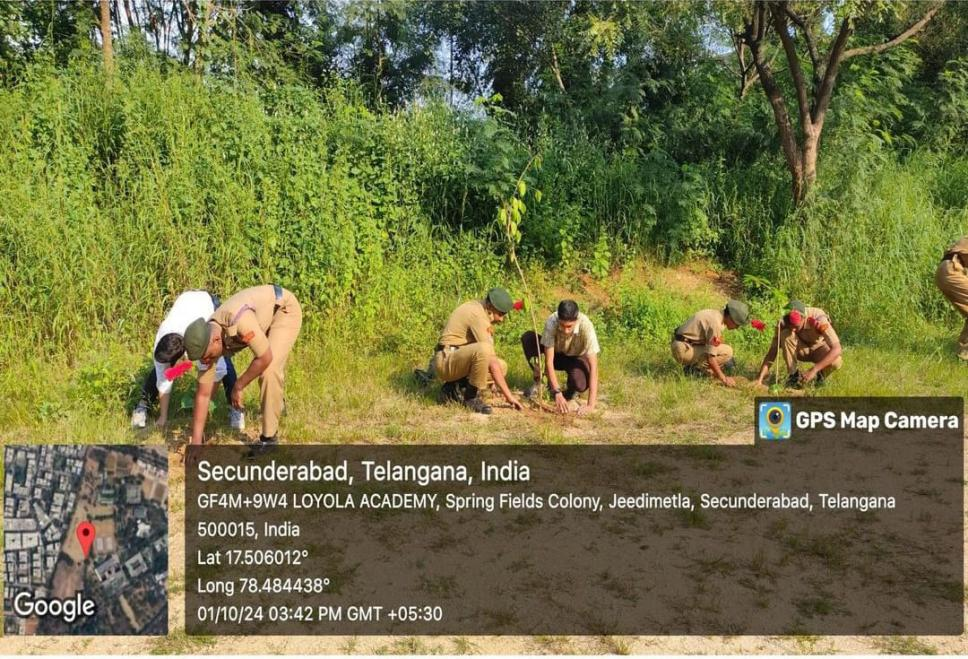 GPS Map Camera
Secunderabad, Telangana, India
GF4M+9W4 LOYOLA ACADEMY, Spring Fields Colony, Jeedimetla, Secunderabad, Telangana
500015, India
Lat 17.506012°
Long 78.484438°
01/10/24 03:42 PM GMT +05:30
Google